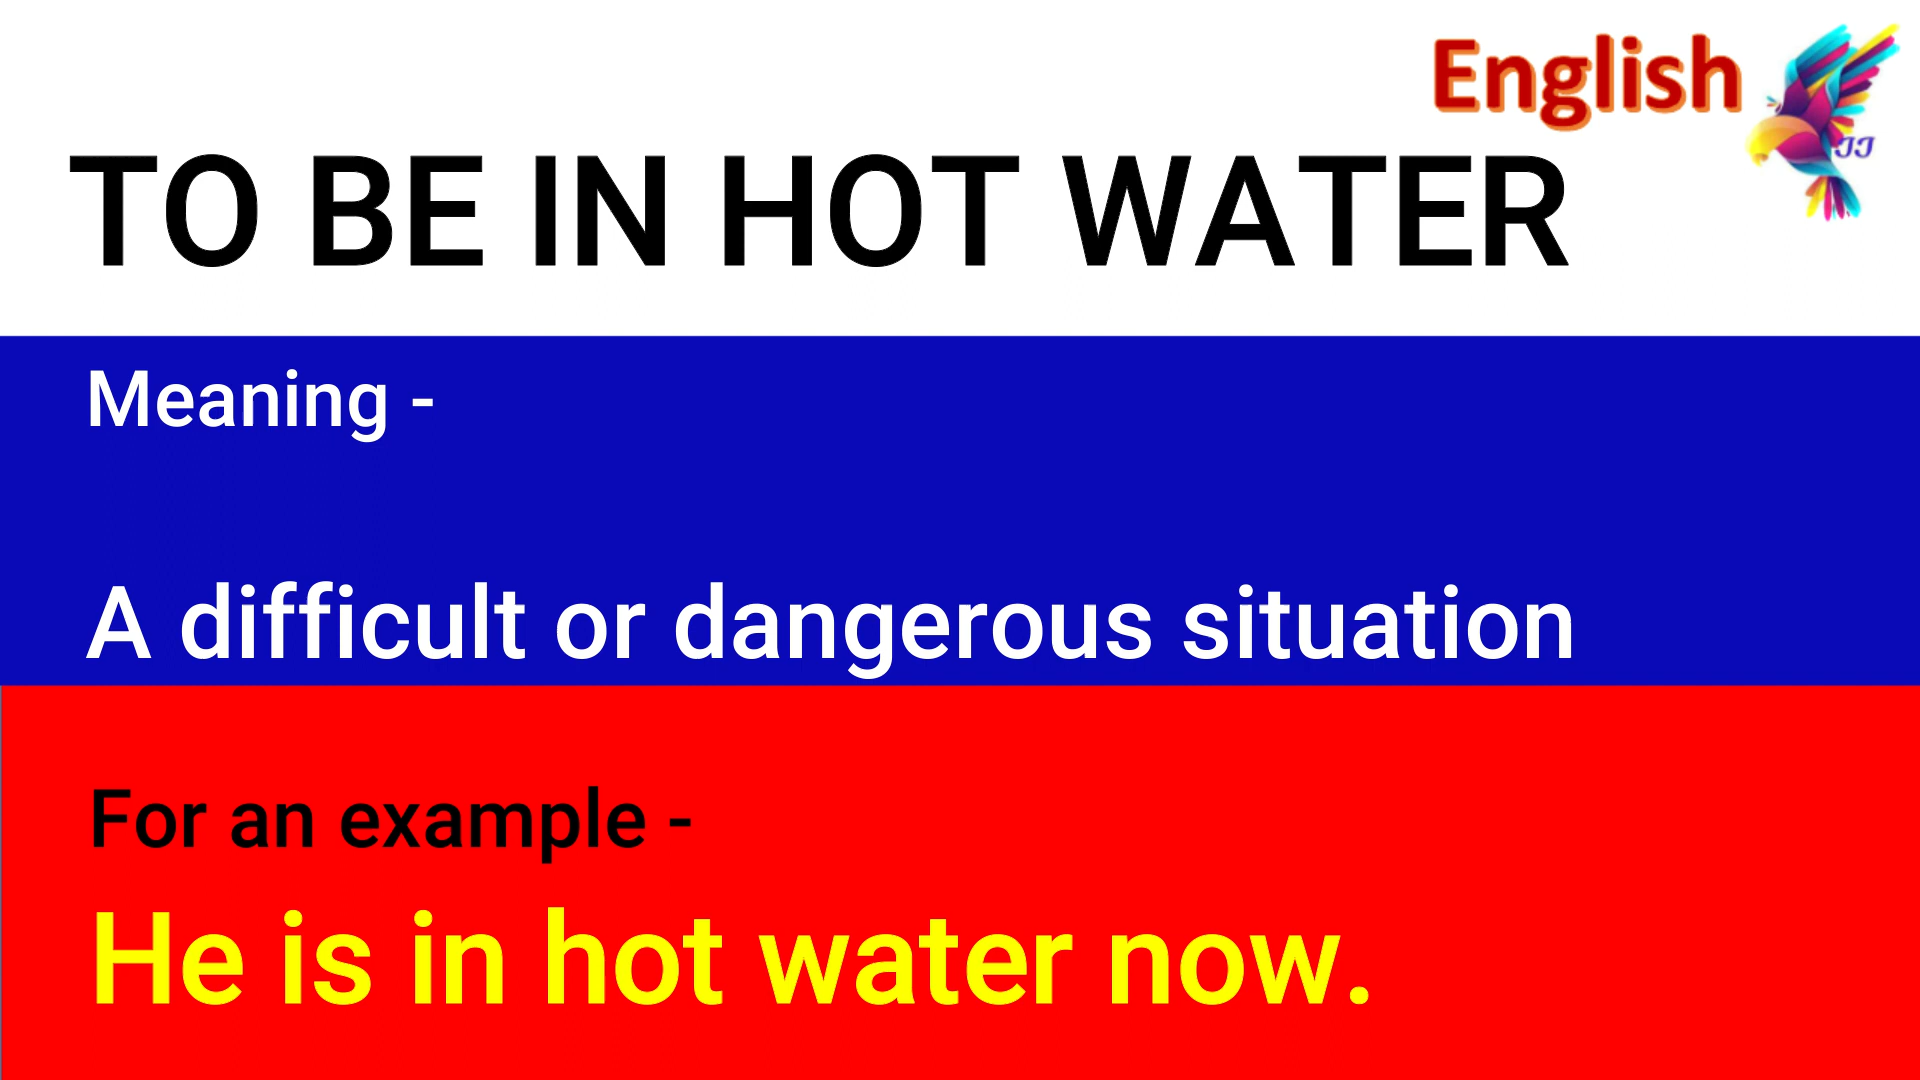 English
JJ
TO BE IN HOT WATER
Meaning -
A difficult or dangerous situation
For an example -
He is in hot water now.